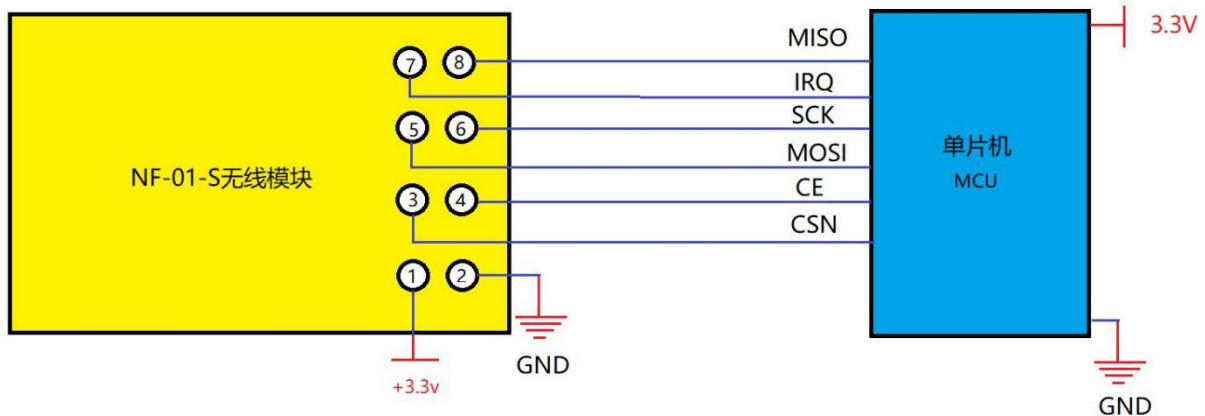 MISO
3.3V
7
8
IRQ
SCK
5
6
MOSI
单片机
MCU
NF-01-S无线模块
CE
3
4
CSN
1
2
GND
+3.3v
GND